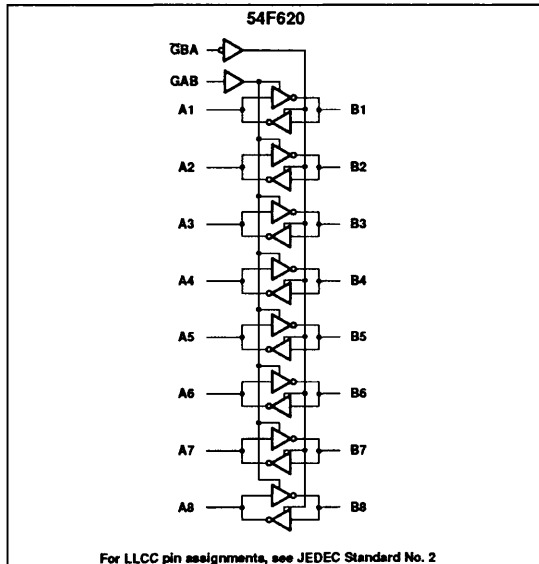 54F620
G̅BA
GAB
A1 B1
A2 B2
A3 B3
A4 B4
A5 B5
A6 B6
A7 B7
A8 B8
For LLCC pin assignments, see JEDEC Standard No. 2